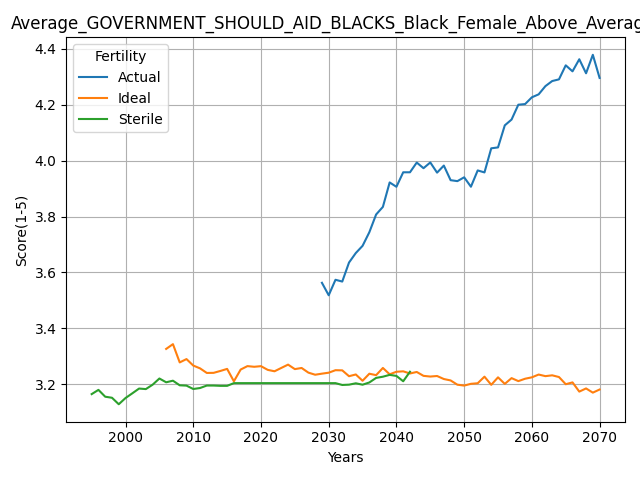 Average_GOVERNMENT_SHOULD_AID_BLACKS_Black_Female_Above_Averag
Fertility
Actual
Ideal
Sterile
Score(1-5)
4.4
4.2
4.0
3.8
3.6
3.4
3.2
2000 2010 2020 2030 2040 2050 2060 2070
Years